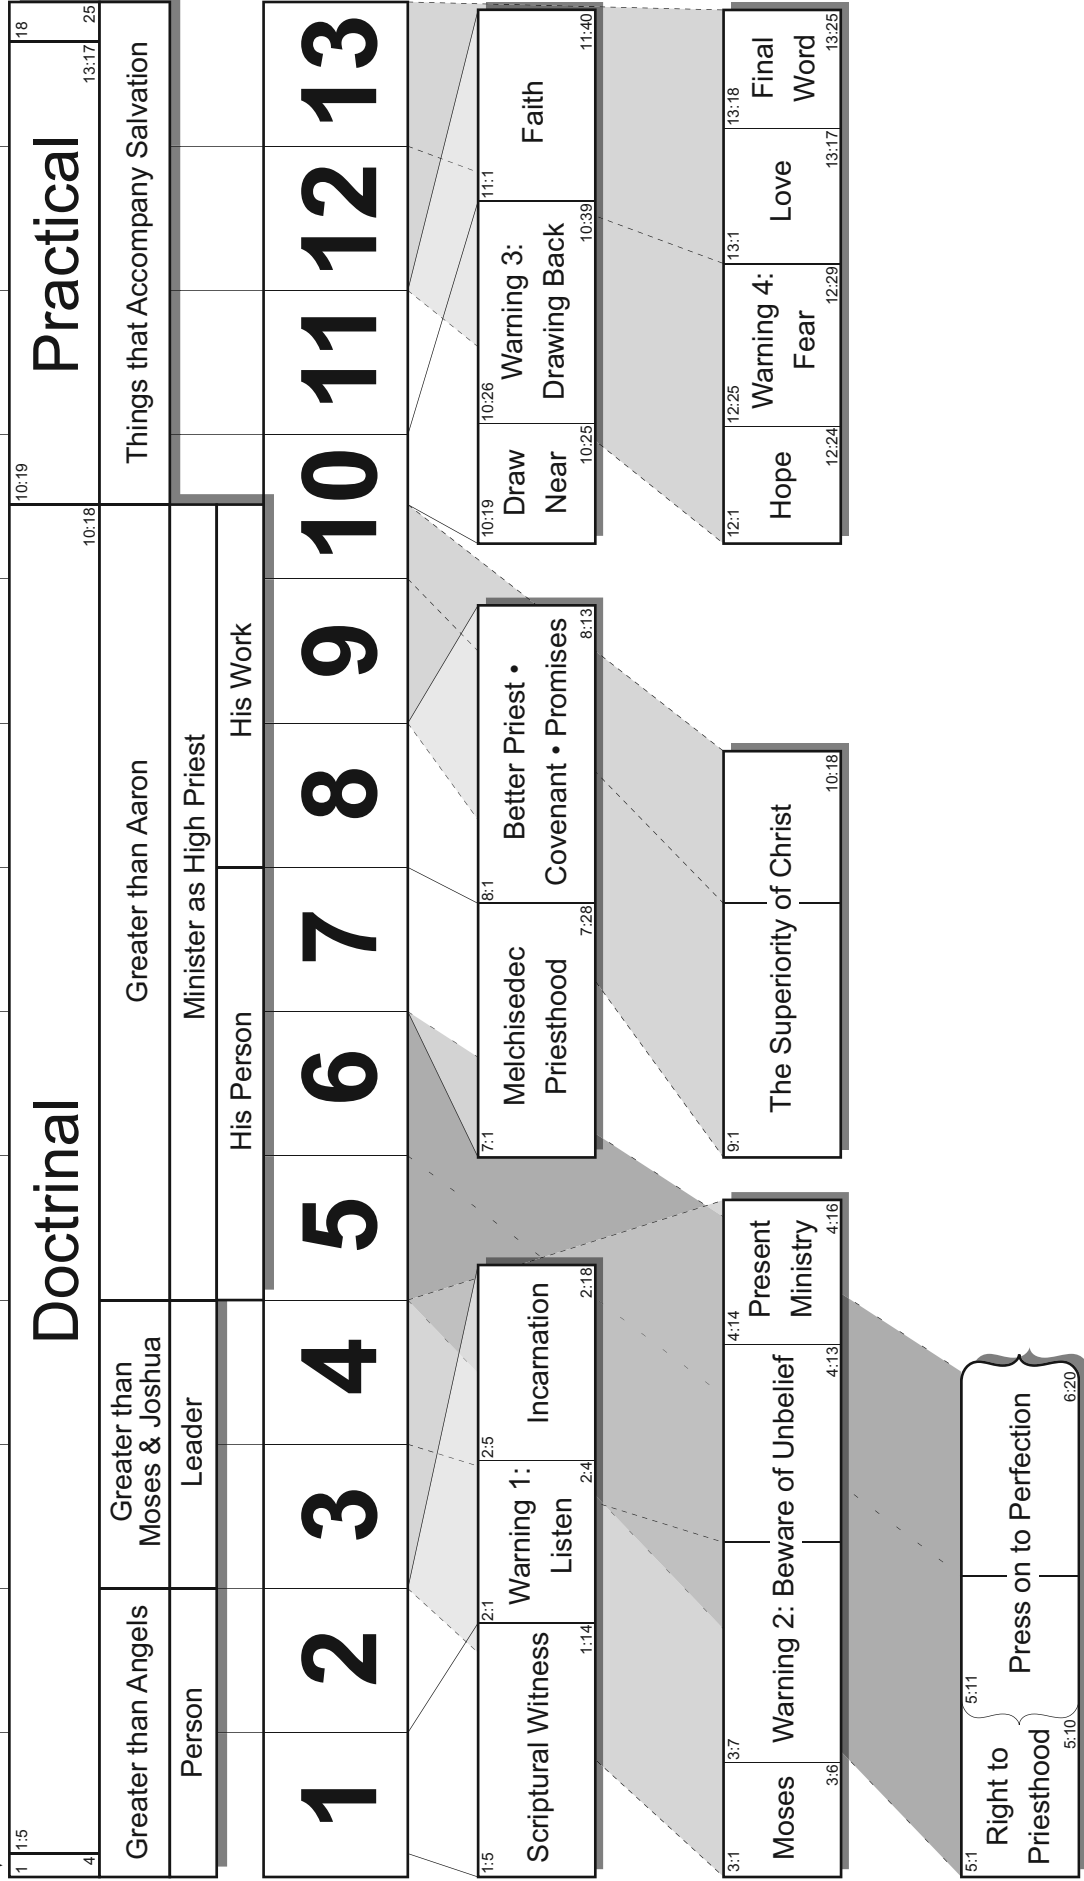 1
4
1:5
Doctrinal
10:18
10:19
Practical
13:17
18
25
Greater than Angels
Greater than
Moses & Joshua
Greater than Aaron
Things that Accompany Salvation
Person
Leader
Minister as High Priest
His Person
His Work
1
2
3
4
5
6
7
8
9
10
11
12
13
1:5
Scriptural Witness
1:14
2:1
Warning 1:
Listen
2:4
2:5
Incarnation
2:18
7:1
Melchisedec
Priesthood
7:28
8:1
Better Priest •
Covenant • Promises
8:13
10:19
Draw
Near
10:25
10:26
Warning 3:
Drawing Back
10:39
11:1
Faith
11:40
3:1
Moses
3:6
3:7
Warning 2: Beware of Unbelief
4:13
4:14
Present
Ministry
4:16
9:1
The Superiority of Christ
10:18
12:1
Hope
12:24
12:25
Warning 4:
Fear
12:29
13:1
Love
13:17
13:18
Final
Word
13:25
5:1
Right to
Priesthood
5:10
5:11
Press on to Perfection
6:20